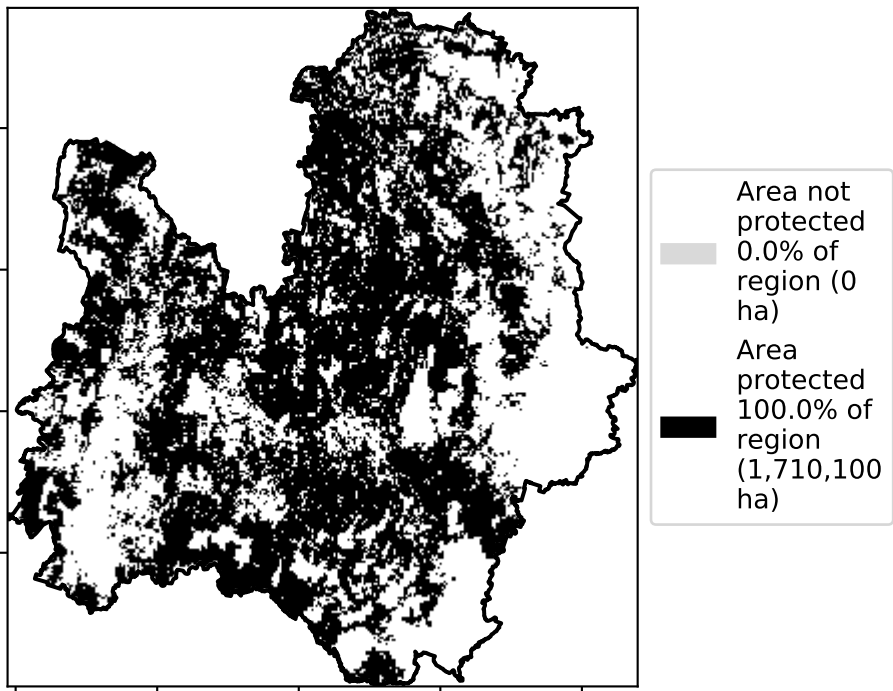 Area not
protected
0.0% of
region (0
ha)
Area
protected
100.0% of
region
(1,710,100
ha)